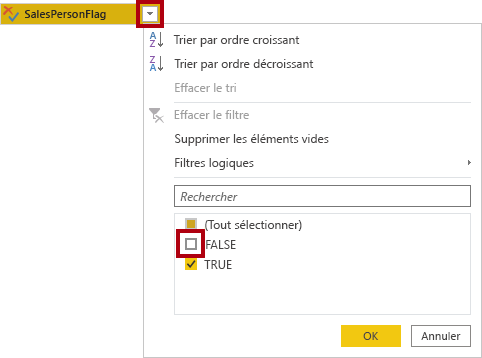 SalesPersonFlag
Trier par ordre croissant
Trier par ordre décroissant
Effacer le tri
Effacer le filtre
Supprimer les éléments vides
Filtres logiques
Rechercher
(Tout sélectionner)
FALSE
TRUE
OK
Annuler